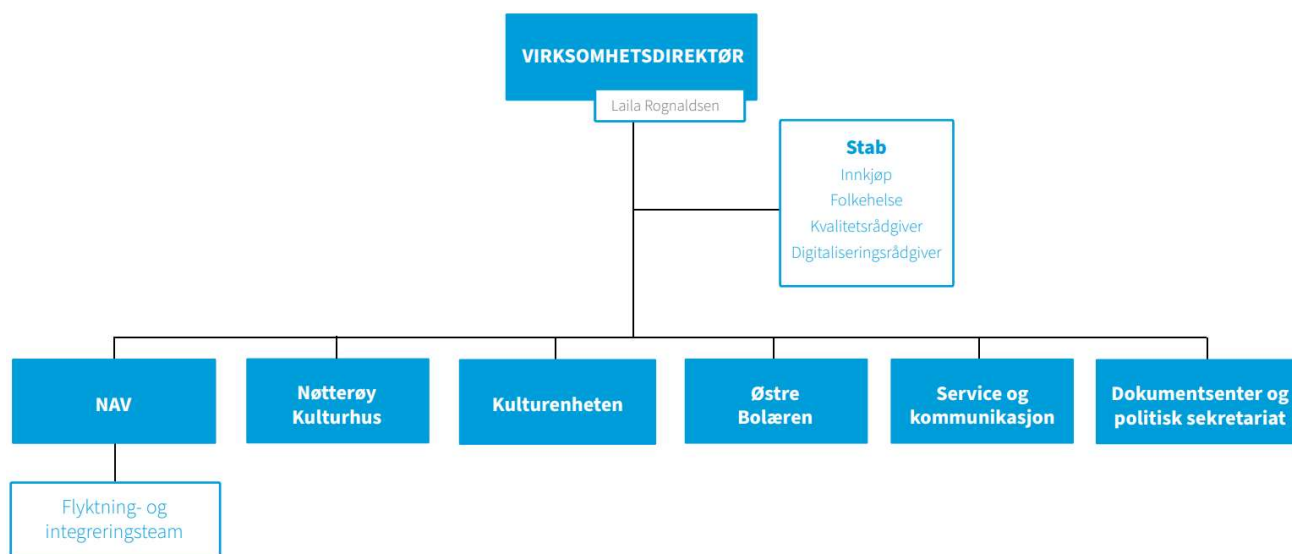 VIRKSOMHETSDIREKTØR
Laila Rognaldsen
Stab
Innkjøp
Folkehelse
Kvalitetsrådgiver
Digitaliseringsrådgiver
NAV
Nøtterøy
Kulturhus
Kulturenheten
Østre
Bolæren
Service og
kommunikasjon
Dokumentsenter og
politisk sekretariat
Flyktning- og
integreringsteam